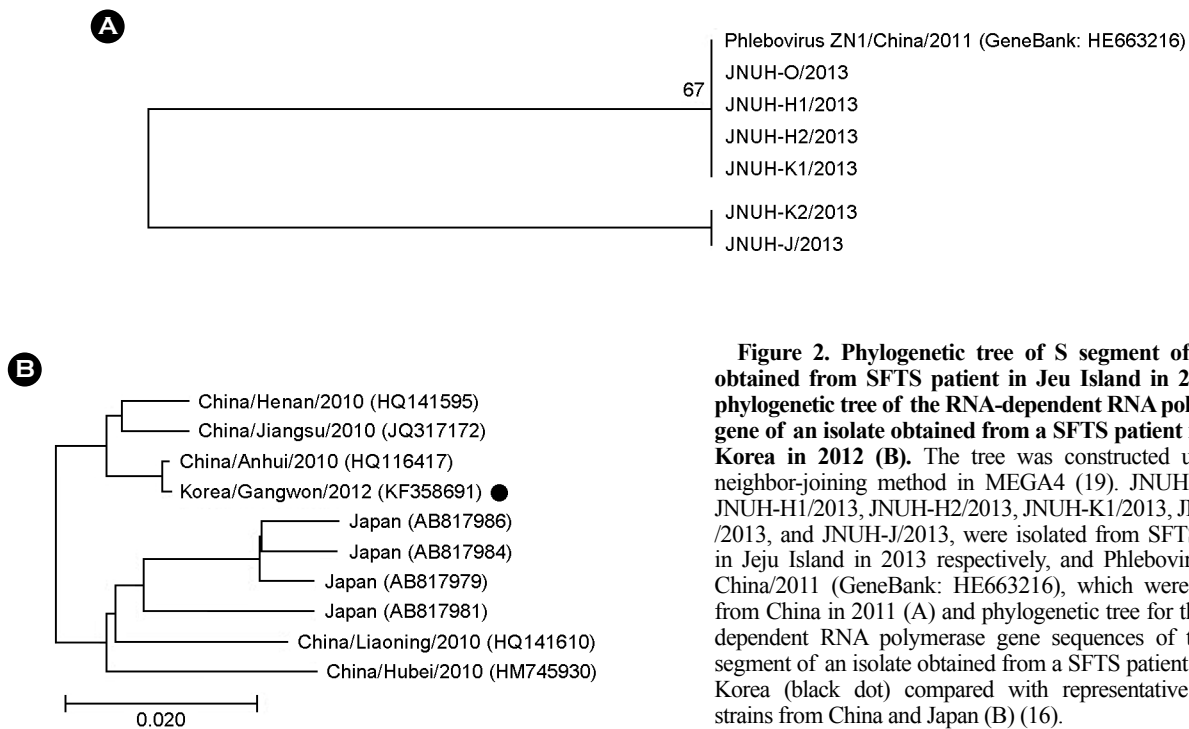 A
Phlebovirus ZN1/China/2011 (GeneBank: HE663216)
67
JNUH-O/2013
JNUH-H1/2013
JNUH-H2/2013
JNUH-K1/2013
JNUH-K2/2013
JNUH-J/2013
B
China/Henan/2010 (HQ141595)
China/Jiangsu/2010 (JQ317172)
China/Anhui/2010 (HQ116417)
Korea/Gangwon/2012 (KF358691)
Japan (AB817986)
Japan (AB817984)
Japan (AB817979)
Japan (AB817981)
China/Liaoning/2010 (HQ141610)
China/Hubei/2010 (HM745930)
0.020
Figure 2. Phylogenetic tree of S segment of
obtained from SFTS patient in Jeu Island in
phylogenetic tree of the RNA-dependent RNA
gene of an isolate obtained from a SFTS patient
Korea in 2012 (B). The tree was constructed
neighbor-joining method in MEGA4 (19).
JNUH-H1/2013, JNUH-H2/2013, JNUH-K1/2013,
/2013, and JNUH-J/2013, were isolated from
in Jeju Island in 2013 respectively, and
China/2011 (GeneBank: HE663216), which were
from China in 2011 (A) and phylogenetic tree for
dependent RNA polymerase gene sequences of
segment of an isolate obtained from a SFTS patient
Korea (black dot) compared with representative
strains from China and Japan (B) (16).